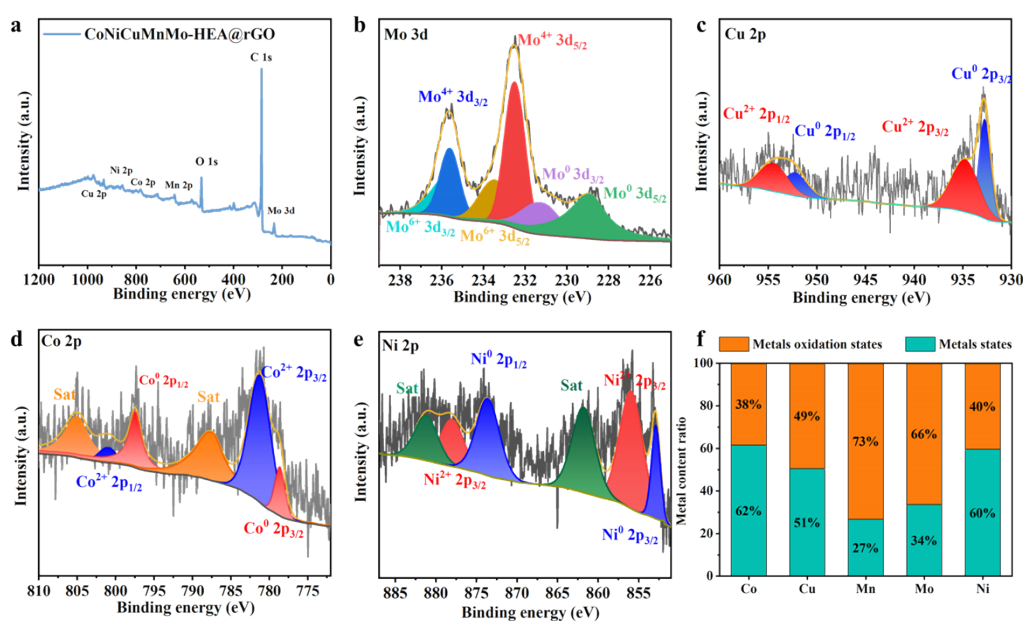 a
CoNiCuMnMo-HEA@rGO
C 1s
O 1s
Ni 2p
Cu 2p
Co 2p
Mn 2p
Mo 3d
Intensity (a.u.)
1200 1000 800 600 400 200 0
Binding energy (eV)
b
Mo 3d
Mo⁴⁺ 3d₅/₂
Mo⁴⁺ 3d₃/₂
Mo⁰ 3d₃/₂
Mo⁰ 3d₅/₂
Mo⁶⁺ 3d₃/₂
Mo⁶⁺ 3d₅/₂
Intensity (a.u.)
238 236 234 232 230 228 226
Binding energy (eV)
c
Cu 2p
Cu⁰ 2p₃/₂
Cu²⁺ 2p₁/₂
Cu⁰ 2p₁/₂
Cu²⁺ 2p₃/₂
Intensity (a.u.)
960 955 950 945 940 935 930
Binding energy (eV)
d
Co 2p
Co²⁺ 2p₃/₂
Co⁰ 2p₁/₂
Sat
Sat
Co²⁺ 2p₁/₂
Co⁰ 2p₃/₂
Intensity (a.u.)
810 805 800 795 790 785 780 775
Binding energy (eV)
e
Ni 2p
Ni⁰ 2p₁/₂
Sat
Sat
Ni²⁺ 2p₃/₂
Ni²⁺ 2p₃/₂
Ni⁰ 2p₃/₂
Intensity (a.u.)
885 880 875 870 865 860 855
Binding energy (eV)
f
Metals oxidation states
Metals states
Metal content ratio
100
80
60
40
20
0
38% 49% 73% 66% 40%
62% 51% 27% 34% 60%
Co Cu Mn Mo Ni